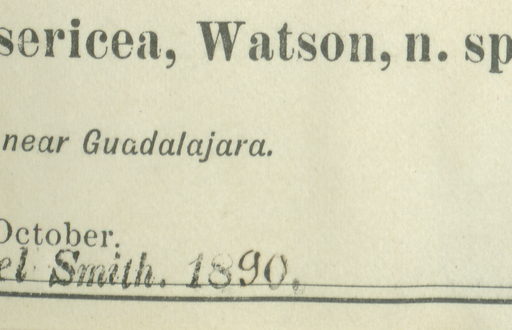 sericea, Watson, n. sp
near Guadalajara.
October.
el Smith. 1890.